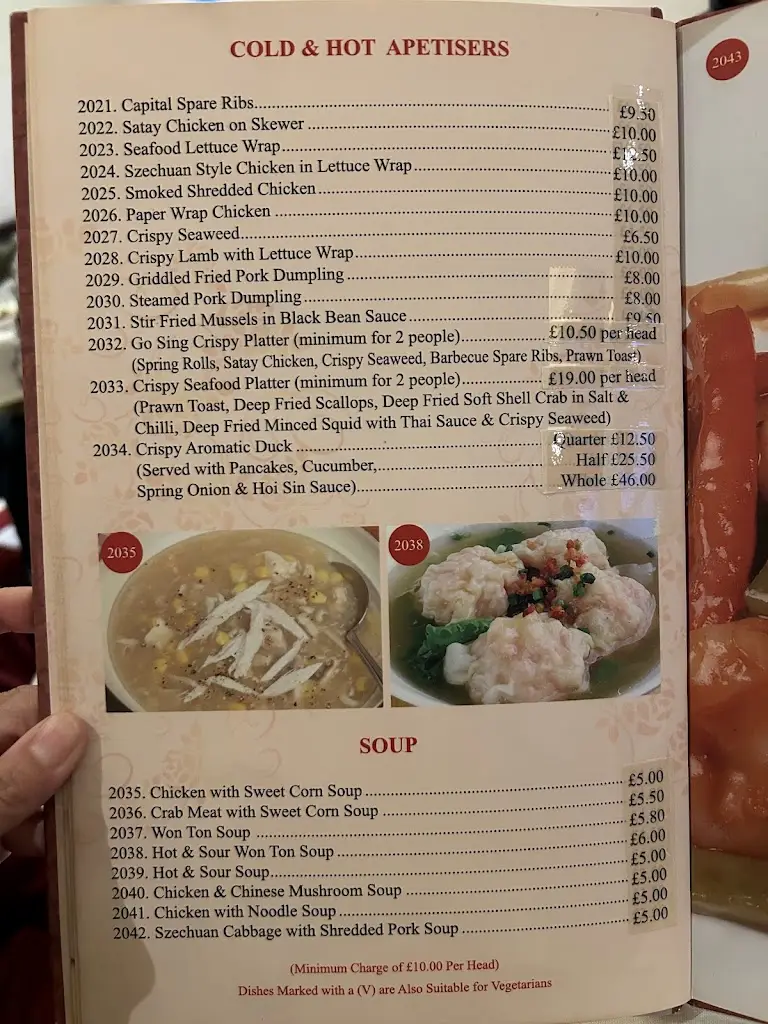 COLD & HOT APETISERS
2043
2021. Capital Spare Ribs.......... £9.50
2022. Satay Chicken on Skewer .......... £10.00
2023. Seafood Lettuce Wrap..........
2024. Szechuan Style Chicken in Lettuce Wrap.......... £10.00
2025. Smoked Shredded Chicken.......... £10.00
2026. Paper Wrap Chicken .......... £10.00
2027. Crispy Seaweed.......... £6.50
2028. Crispy Lamb with Lettuce Wrap.......... £10.00
2029. Griddled Fried Pork Dumpling.......... £8.00
2030. Steamed Pork Dumpling.......... £8.00
2031. Stir Fried Mussels in Black Bean Sauce.......... £9.50
2032. Go Sing Crispy Platter (minimum for 2 people).......... £10.50 per head
(Spring Rolls, Satay Chicken, Crispy Seaweed, Barbecue Spare Ribs, Prawn Toast)
2033. Crispy Seafood Platter (minimum for 2 people).......... £19.00 per head
(Prawn Toast, Deep Fried Scallops, Deep Fried Soft Shell Crab in Salt &
Chilli, Deep Fried Minced Squid with Thai Sauce & Crispy Seaweed)
2034. Crispy Aromatic Duck .......... Quarter £12.50
(Served with Pancakes, Cucumber,.......... Half £25.50
Spring Onion & Hoi Sin Sauce).......... Whole £46.00
2035
2038
SOUP
2035. Chicken with Sweet Corn Soup .......... £5.00
2036. Crab Meat with Sweet Corn Soup .......... £5.50
2037. Won Ton Soup .......... £5.80
2038. Hot & Sour Won Ton Soup .......... £6.00
2039. Hot & Sour Soup.......... £5.00
2040. Chicken & Chinese Mushroom Soup .......... £5.00
2041. Chicken with Noodle Soup .......... £5.00
2042. Szechuan Cabbage with Shredded Pork Soup .......... £5.00
(Minimum Charge of £10.00 Per Head)
Dishes Marked with a (V) are Also Suitable for Vegetarians